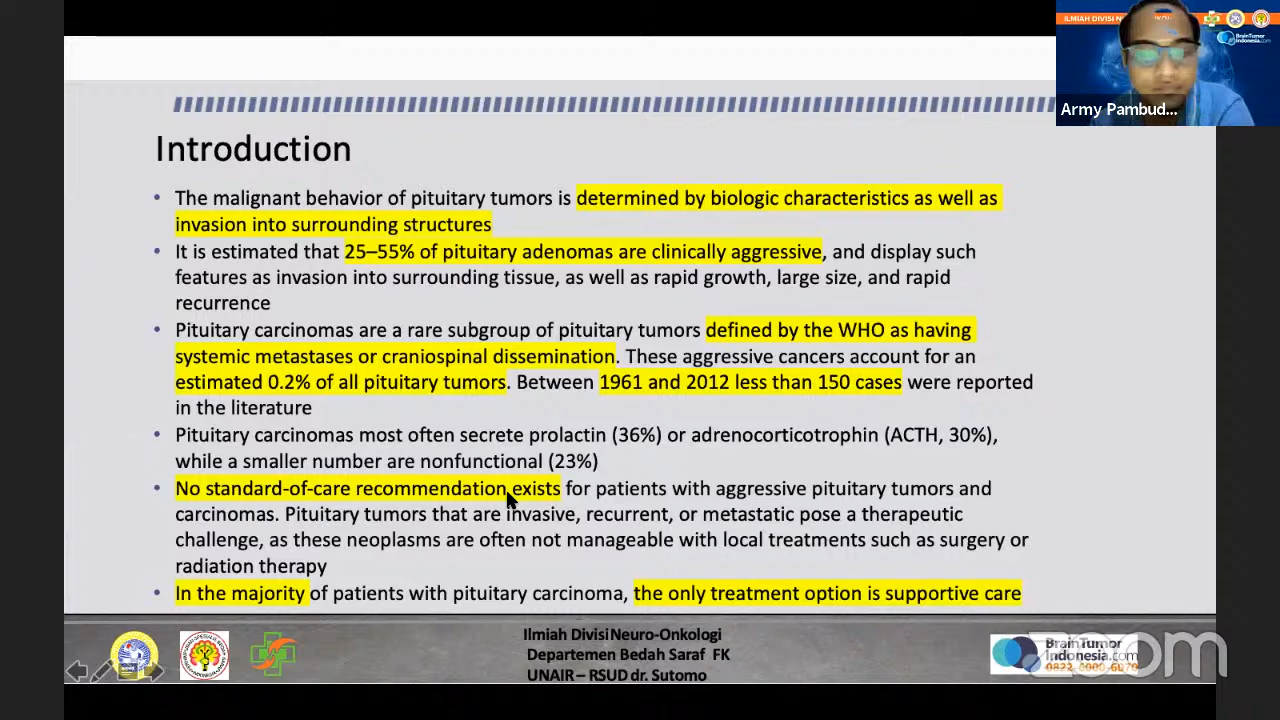 ILMIAH DIVISI
BrainTumor
Indonesia.com
Army Pambud...
Introduction
• The malignant behavior of pituitary tumors is determined by biologic characteristics as well as
invasion into surrounding structures
• It is estimated that 25–55% of pituitary adenomas are clinically aggressive, and display such
features as invasion into surrounding tissue, as well as rapid growth, large size, and rapid
recurrence
• Pituitary carcinomas are a rare subgroup of pituitary tumors defined by the WHO as having
systemic metastases or craniospinal dissemination. These aggressive cancers account for an
estimated 0.2% of all pituitary tumors. Between 1961 and 2012 less than 150 cases were reported
in the literature
• Pituitary carcinomas most often secrete prolactin (36%) or adrenocorticotrophin (ACTH, 30%),
while a smaller number are nonfunctional (23%)
• No standard-of-care recommendation exists for patients with aggressive pituitary tumors and
carcinomas. Pituitary tumors that are invasive, recurrent, or metastatic pose a therapeutic
challenge, as these neoplasms are often not manageable with local treatments such as surgery or
radiation therapy
• In the majority of patients with pituitary carcinoma, the only treatment option is supportive care
Ilmiah Divisi Neuro-Onkologi
Departemen Bedah Saraf FK
UNAIR – RSUD dr. Sutomo
BrainTumor
Indonesia.com
zoom